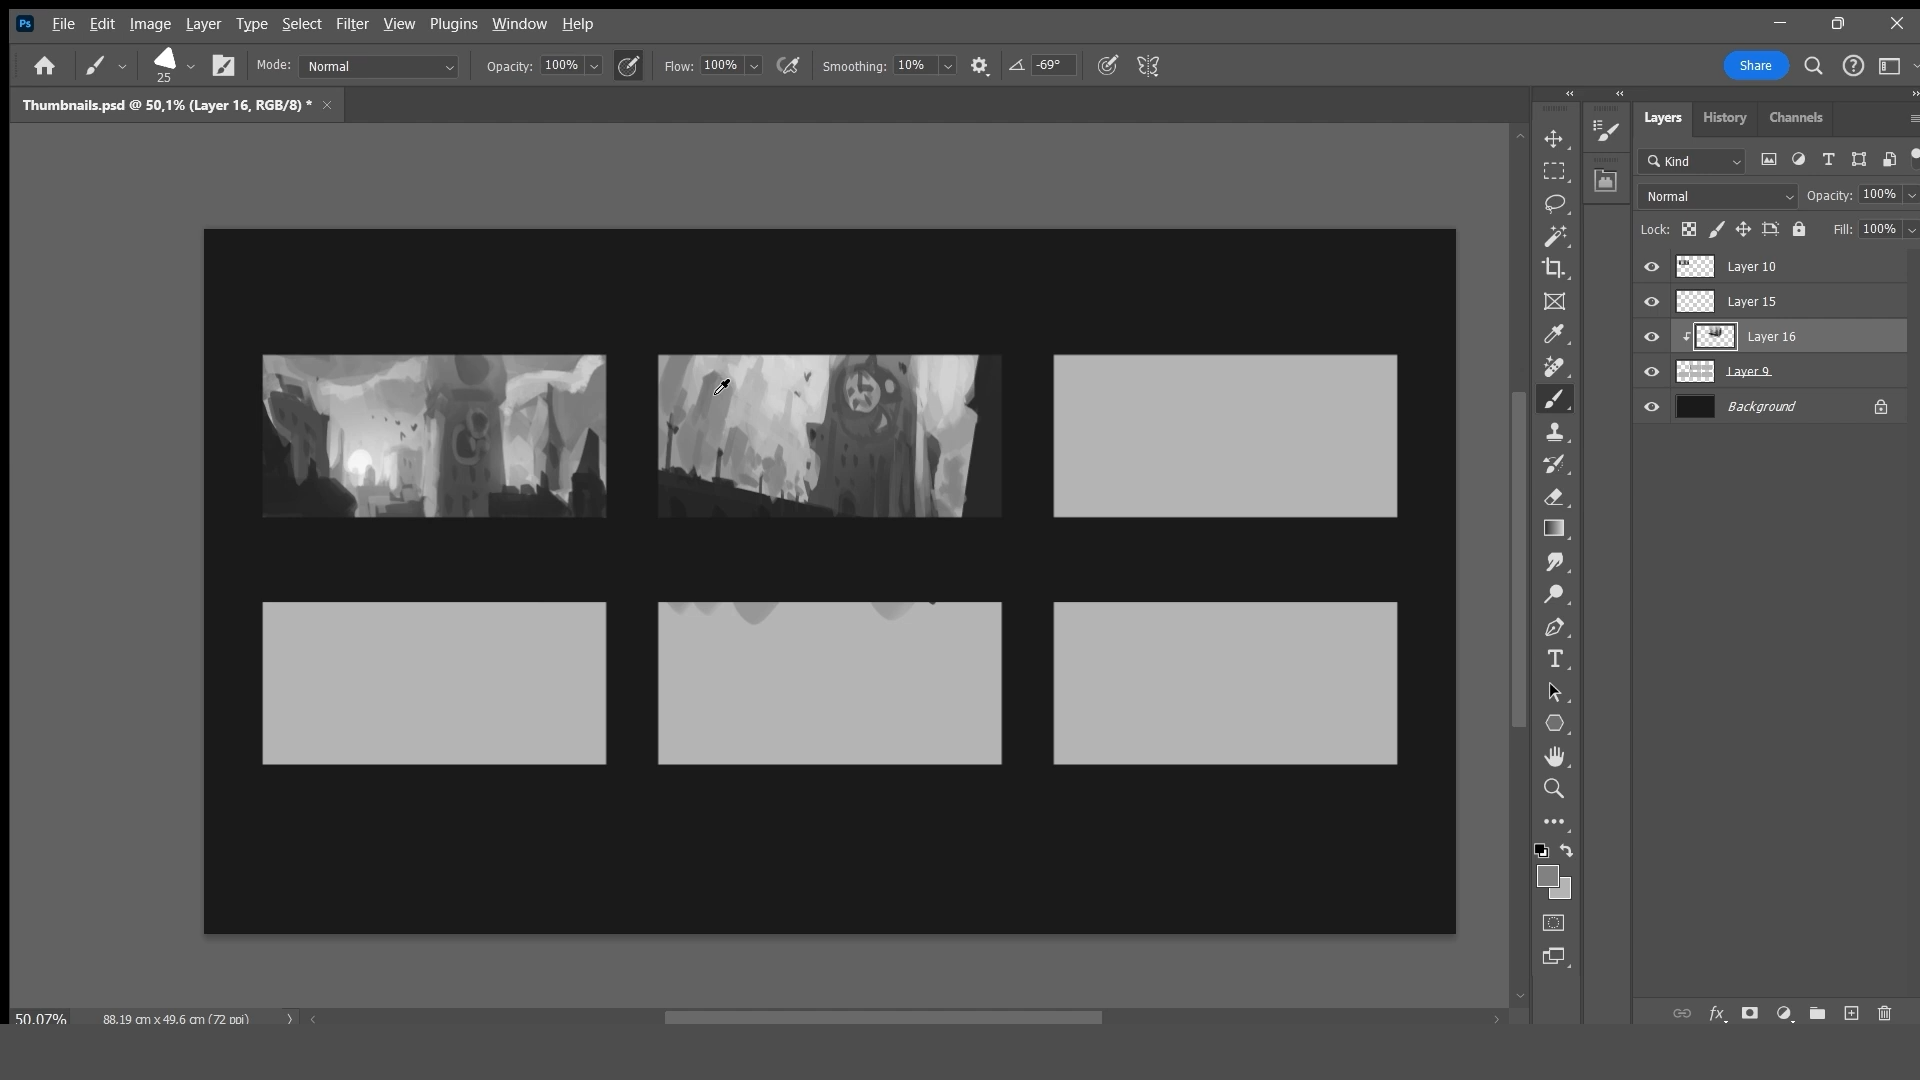 Ps File Edit Image Layer Type Select Filter View Plugins Window Help
25 Mode: Normal Opacity: 100% Flow: 100% Smoothing: 10% -69° Share
Thumbnails.psd @ 50,1% (Layer 16, RGB/8) *
Layers History Channels
Kind
Normal Opacity: 100%
Lock: Fill: 100%
Layer 10
Layer 15
Layer 16
Layer 9
Background
fx
50.07% 88,19 cm x 49,6 cm (72 ppi)